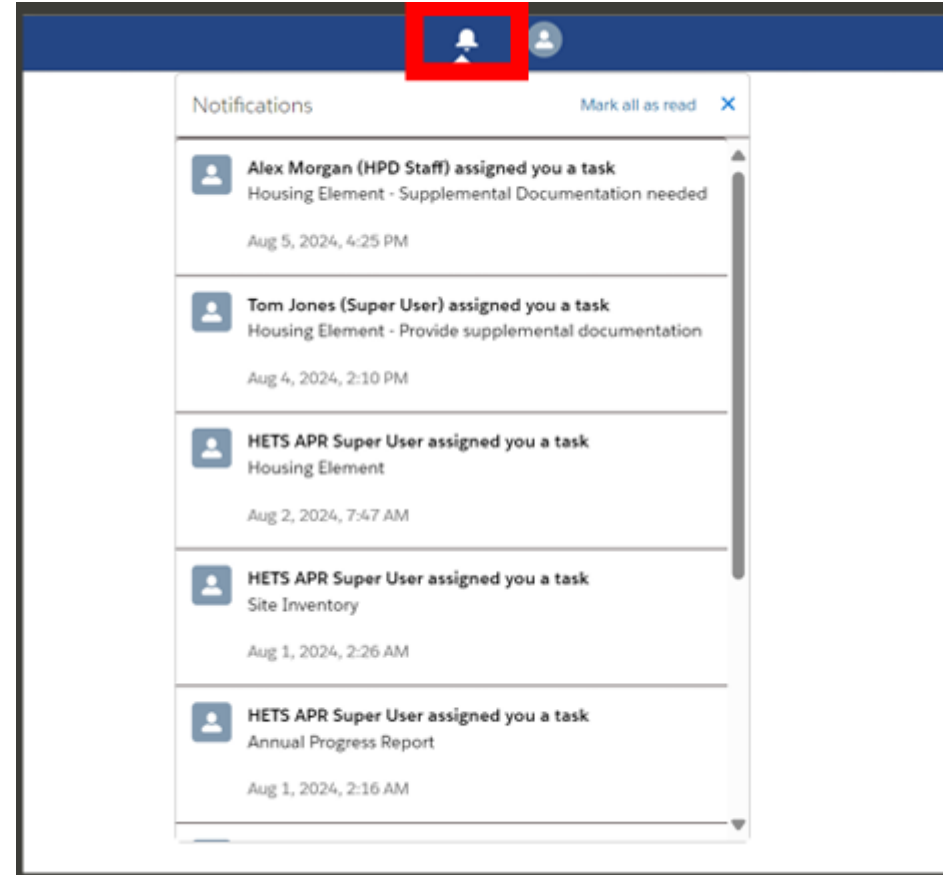 Notifications Mark all as read
Alex Morgan (HPD Staff) assigned you a task
Housing Element - Supplemental Documentation needed
Aug 5, 2024, 4:25 PM
Tom Jones (Super User) assigned you a task
Housing Element - Provide supplemental documentation
Aug 4, 2024, 2:10 PM
HETS APR Super User assigned you a task
Housing Element
Aug 2, 2024, 7:47 AM
HETS APR Super User assigned you a task
Site Inventory
Aug 1, 2024, 2:26 AM
HETS APR Super User assigned you a task
Annual Progress Report
Aug 1, 2024, 2:16 AM